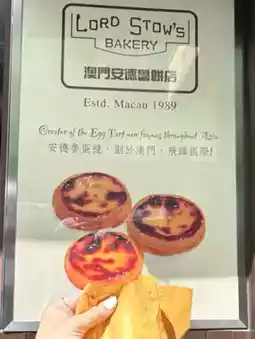 LORD STOW'S
BAKERY
澳門安德魯餅店
Estd. Macau 1989
Creator of the Egg Tart now famous throughout Asia
安德魯蛋撻，創於澳門，飛躍國際！